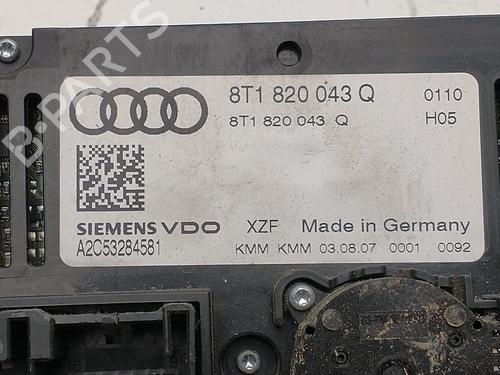 B-PARTS
8T1 820 043 Q 0110
8T1 820 043 Q H05
SIEMENS VDO XZF Made in Germany
A2C53284581 KMM KMM 03.08.07 0001 0092